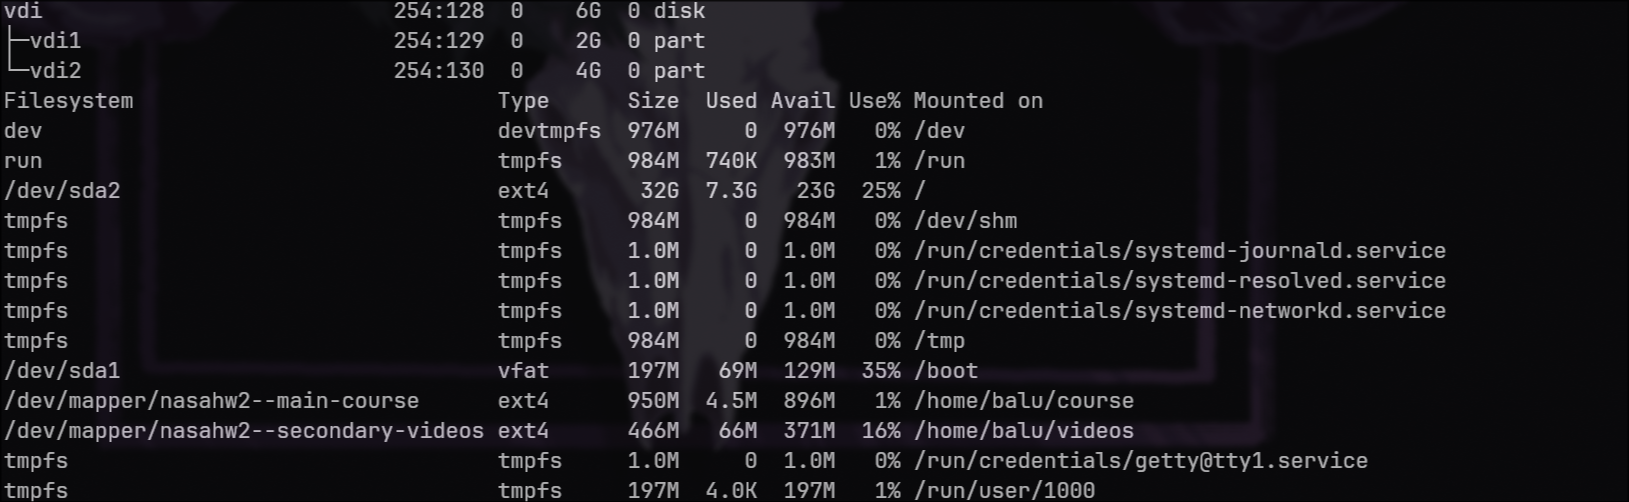 vdi                           254:128  0    6G  0 disk
├─vdi1                        254:129  0    2G  0 part
└─vdi2                        254:130  0    4G  0 part
Filesystem                            Type      Size  Used Avail Use% Mounted on
dev                                   devtmpfs  976M     0  976M   0% /dev
run                                   tmpfs     984M  740K  983M   1% /run
/dev/sda2                             ext4       32G  7.3G   23G  25% /
tmpfs                                 tmpfs     984M     0  984M   0% /dev/shm
tmpfs                                 tmpfs     1.0M     0  1.0M   0% /run/credentials/systemd-journald.service
tmpfs                                 tmpfs     1.0M     0  1.0M   0% /run/credentials/systemd-resolved.service
tmpfs                                 tmpfs     1.0M     0  1.0M   0% /run/credentials/systemd-networkd.service
tmpfs                                 tmpfs     984M     0  984M   0% /tmp
/dev/sda1                             vfat      197M   69M  129M  35% /boot
/dev/mapper/nasahw2--main-course      ext4      950M  4.5M  896M   1% /home/balu/course
/dev/mapper/nasahw2--secondary-videos ext4      466M   66M  371M  16% /home/balu/videos
tmpfs                                 tmpfs     1.0M     0  1.0M   0% /run/credentials/getty@tty1.service
tmpfs                                 tmpfs     197M  4.0K  197M   1% /run/user/1000